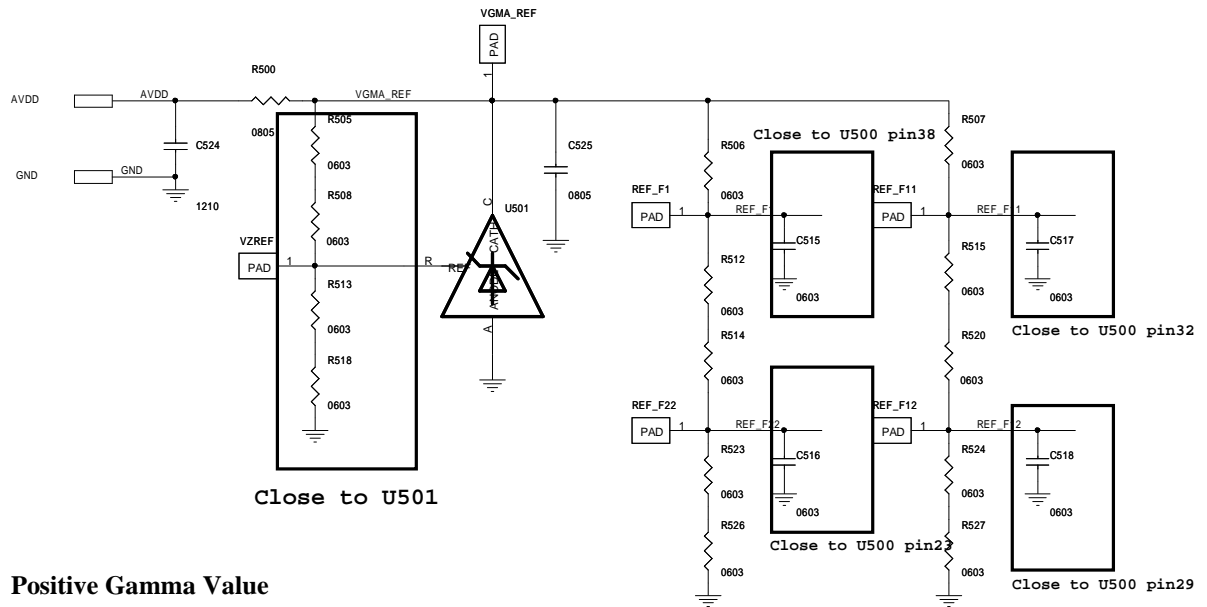 VGMA_REF
PAD
1
R500
AVDD
AVDD
VGMA_REF
0805
C524
1210
GND
GND
R505
0603
R508
0603
VZREF
PAD
1
R
REF
R513
0603
R518
0603
Close to U501
C
U501
CATH
A
C525
0805
R506
0603
Close to U500 pin38
R507
0603
REF_F1
PAD
1
C515
0603
REF_F11
PAD
1
C517
0603
R512
0603
R515
0603
Close to U500 pin32
R514
0603
R520
0603
REF_F22
PAD
1
REF_F22
C516
0603
REF_F12
PAD
1
C518
0603
R523
0603
R524
0603
R526
0603
R527
0603
Close to U500 pin23
Close to U500 pin29
Positive Gamma Value